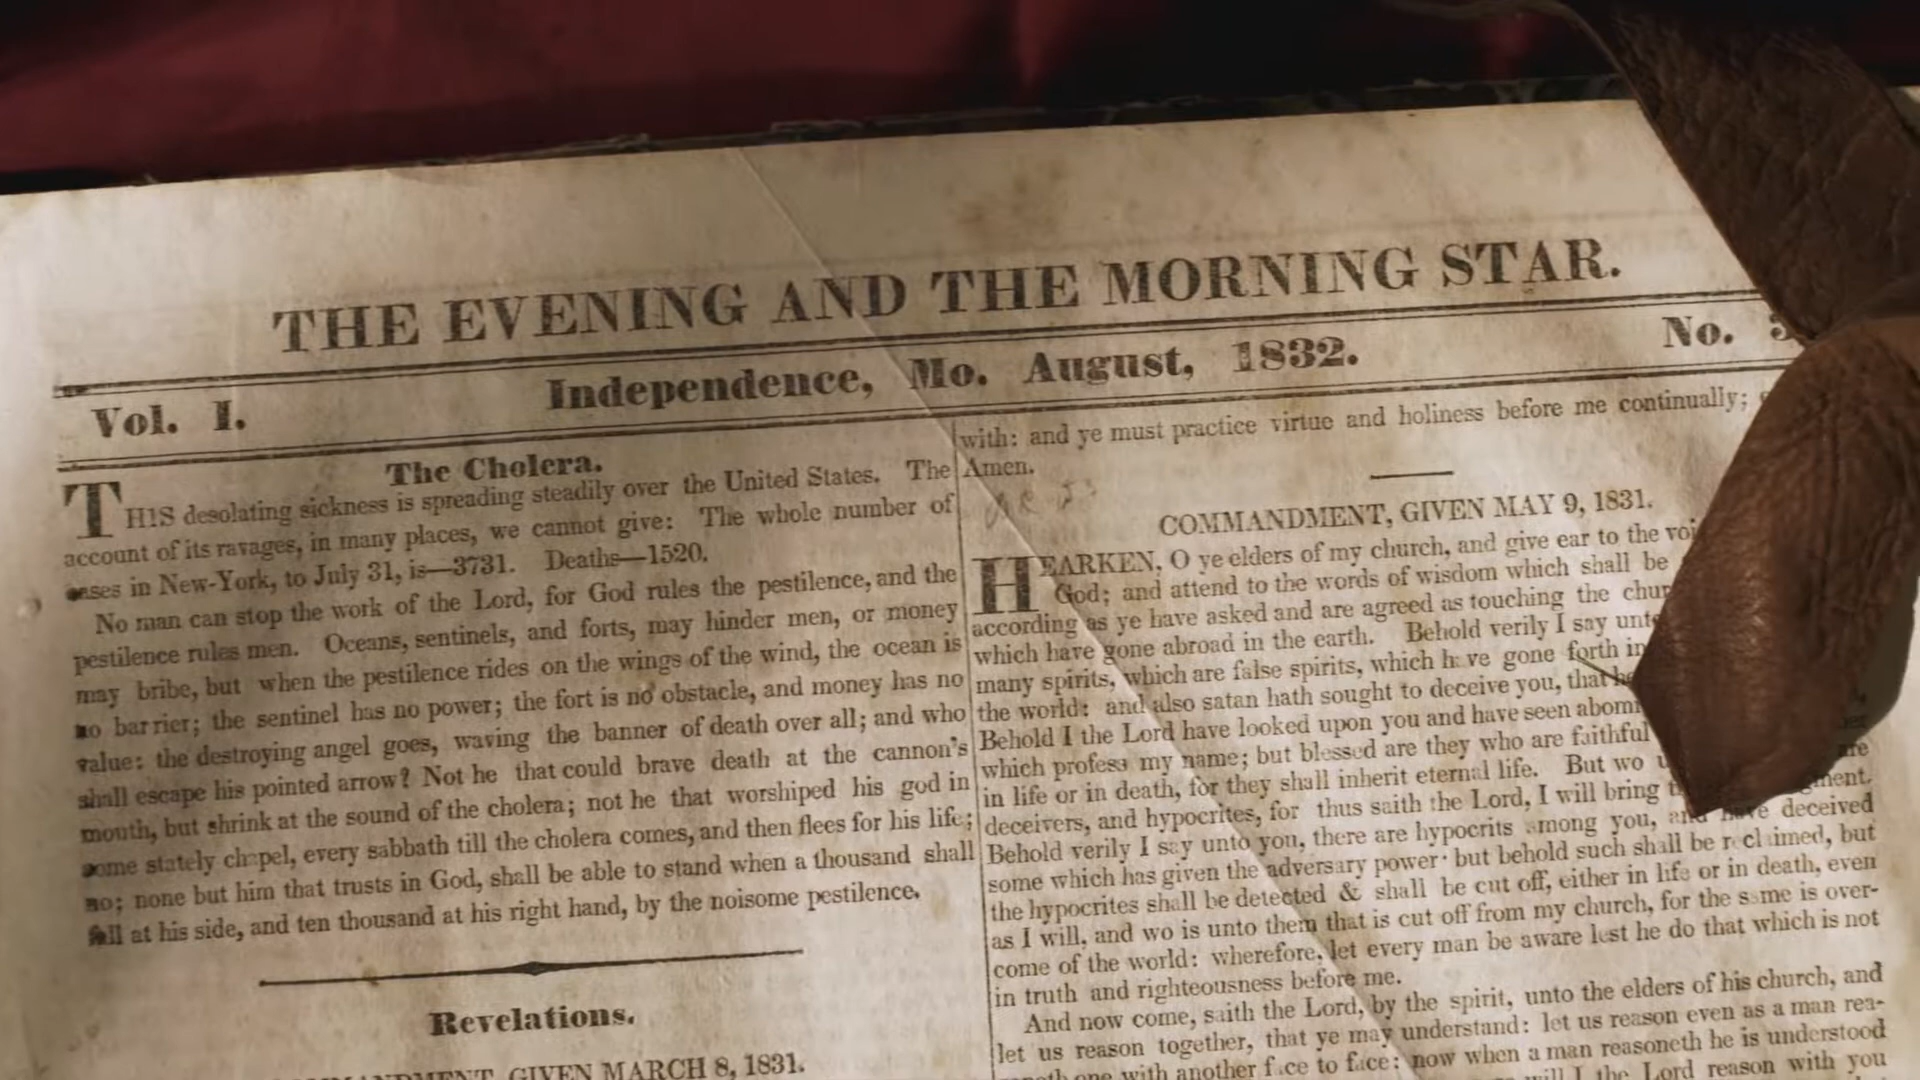 THE EVENING AND THE MORNING STAR.
Vol. I. Independence, Mo. August, 1832. No. 3
The Cholera.
THIS desolating sickness is spreading steadily over the United States. The
account of its ravages, in many places, we cannot give: The whole number of
cases in New-York, to July 31, is—3731. Deaths—1520.
No man can stop the work of the Lord, for God rules the pestilence, and the
pestilence rules men. Oceans, sentinels, and forts, may hinder men, or money
may bribe, but when the pestilence rides on the wings of the wind, the ocean is
no barrier; the sentinel has no power; the fort is no obstacle, and money has no
value: the destroying angel goes, waving the banner of death over all; and who
shall escape his pointed arrow? Not he that could brave death at the cannon's
mouth, but shrink at the sound of the cholera; not he that worshiped his god in
some stately chapel, every sabbath till the cholera comes, and then flees for his life;
no; none but him that trusts in God, shall be able to stand when a thousand shall
fall at his side, and ten thousand at his right hand, by the noisome pestilence.
Revelations.
GIVEN MARCH 8, 1831.
with: and ye must practice virtue and holiness before me continually;
Amen.
COMMANDMENT, GIVEN MAY 9, 1831.
HEARKEN, O ye elders of my church, and give ear to the
God; and attend to the words of wisdom which shall be
according as ye have asked and are agreed as touching the
which have gone abroad in the earth. Behold verily I say
many spirits, which are false spirits, which have gone forth in
the world: and also satan hath sought to deceive you, that
Behold I the Lord have looked upon you and have seen
which profess my name; but blessed are they who are faithful
in life or in death, for they shall inherit eternal life. But wo
deceivers, and hypocrites, for thus saith the Lord, I will bring
Behold verily I say unto you, there are hypocrits among you, and have deceived
some which has given the adversary power but behold such shall be reclaimed, but
the hypocrites shall be detected & shall be cut off, either in life or in death, even
as I will, and wo is unto them that is cut off from my church, for the same is over-
come of the world: wherefore, let every man be aware lest he do that which is not
in truth and righteousness before me.
And now come, saith the Lord, by the spirit, unto the elders of his church, and
let us reason together, that ye may understand: let us reason even as a man rea-
one with another face to face: now when a man reasoneth he is understood
will I the Lord reason with you